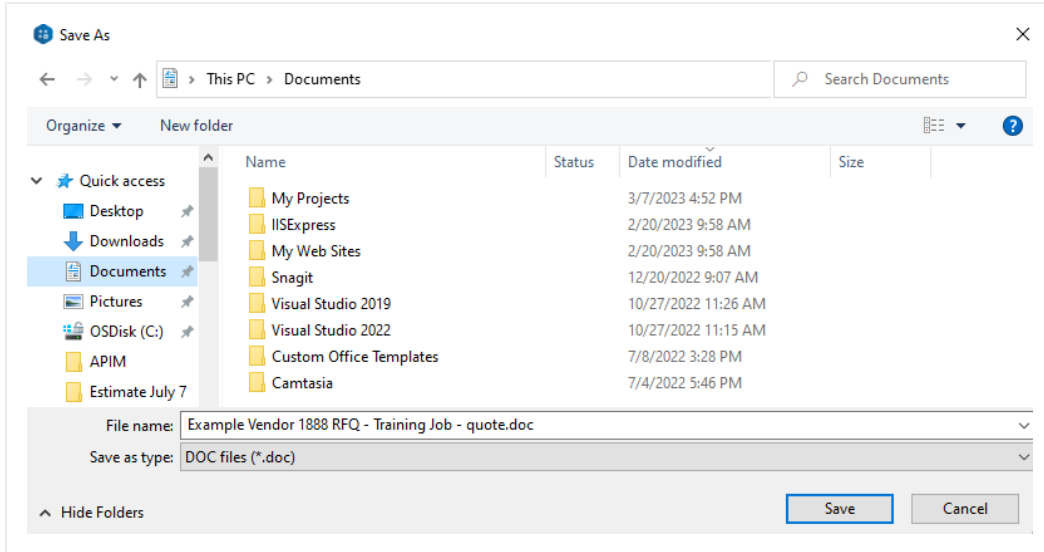 Save As
This PC > Documents
Search Documents
Organize
New folder
Name Status Date modified Size
Quick access
Desktop
Downloads
Documents
Pictures
OSDisk (C:)
APIM
Estimate July 7
My Projects 3/7/2023 4:52 PM
IISExpress 2/20/2023 9:58 AM
My Web Sites 2/20/2023 9:58 AM
Snagit 12/20/2022 9:07 AM
Visual Studio 2019 10/27/2022 11:26 AM
Visual Studio 2022 10/27/2022 11:15 AM
Custom Office Templates 7/8/2022 3:28 PM
Camtasia 7/4/2022 5:46 PM
File name: Example Vendor 1888 RFQ - Training Job - quote.doc
Save as type: DOC files (*.doc)
Hide Folders
Save
Cancel